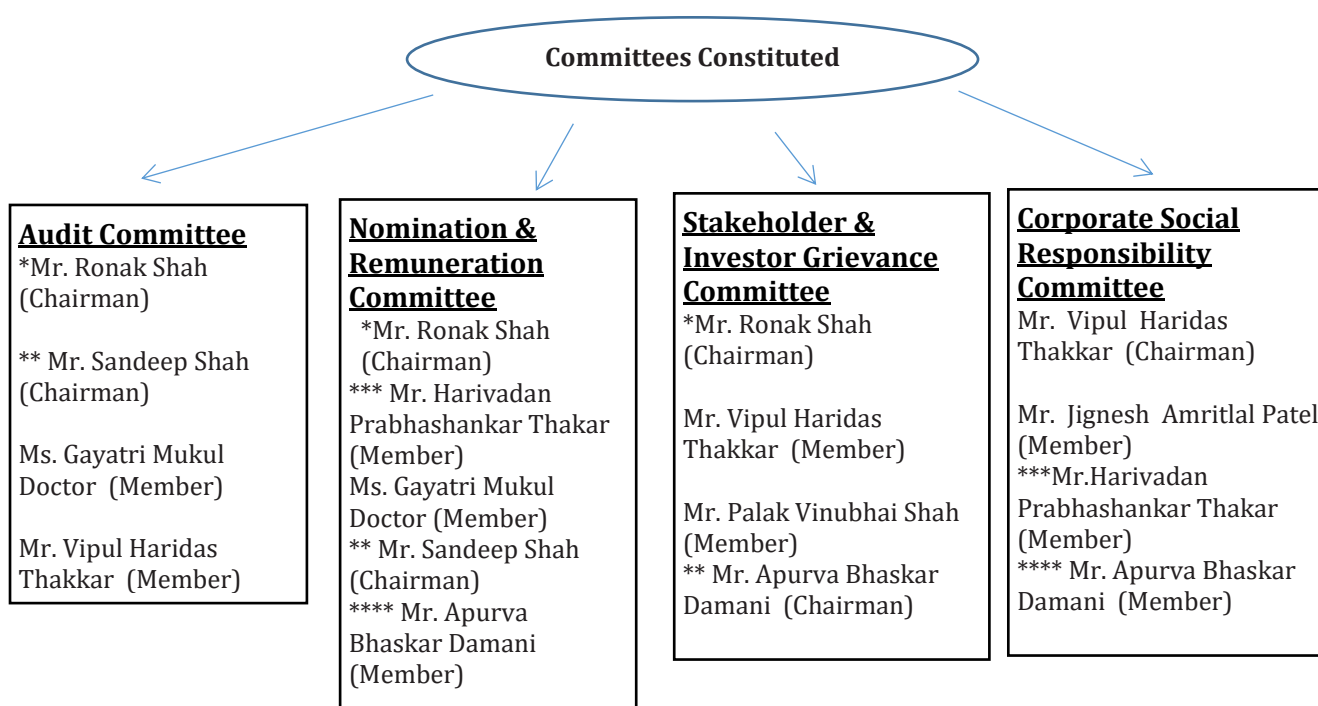 Committees Constituted
Audit Committee
*Mr. Ronak Shah
(Chairman)
** Mr. Sandeep Shah
(Chairman)
Ms. Gayatri Mukul
Doctor (Member)
Mr. Vipul Haridas
Thakkar (Member)
Nomination &
Remuneration
Committee
*Mr. Ronak Shah
(Chairman)
*** Mr. Harivadan
Prabhashankar Thakar
(Member)
Ms. Gayatri Mukul
Doctor (Member)
** Mr. Sandeep Shah
(Chairman)
**** Mr. Apurva
Bhaskar Damani
(Member)
Stakeholder &
Investor Grievance
Committee
*Mr. Ronak Shah
(Chairman)
Mr. Vipul Haridas
Thakkar (Member)
Mr. Palak Vinubhai Shah
(Member)
** Mr. Apurva Bhaskar
Damani (Chairman)
Corporate Social
Responsibility
Committee
Mr. Vipul Haridas
Thakkar (Chairman)
Mr. Jignesh Amritlal Patel
(Member)
***Mr.Harivadan
Prabhashankar Thakar
(Member)
**** Mr. Apurva Bhaskar
Damani (Member)